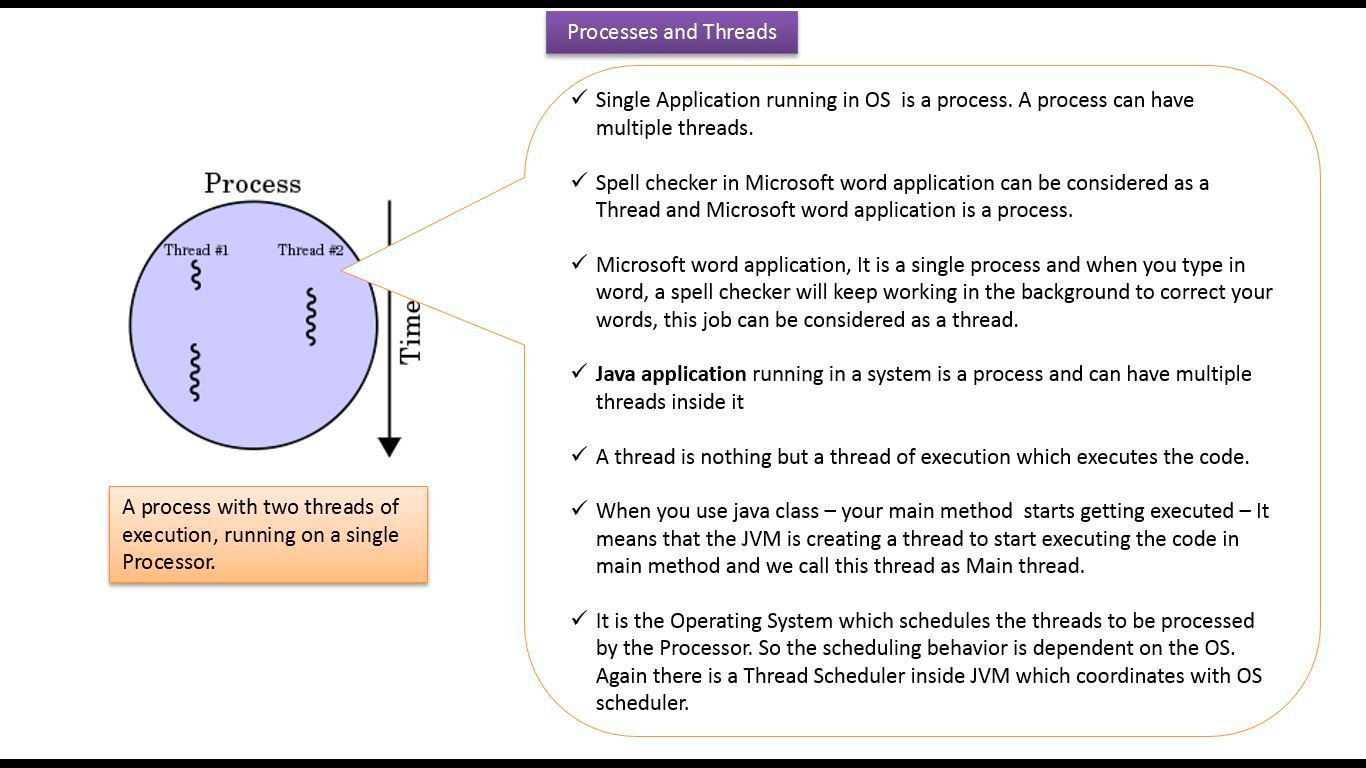 Processes and Threads
Process
Thread #1
Thread #2
Time
A process with two threads of
execution, running on a single
Processor.
✓ Single Application running in OS is a process. A process can have
multiple threads.
✓ Spell checker in Microsoft word application can be considered as a
Thread and Microsoft word application is a process.
✓ Microsoft word application, It is a single process and when you type in
word, a spell checker will keep working in the background to correct your
words, this job can be considered as a thread.
✓ Java application running in a system is a process and can have multiple
threads inside it
✓ A thread is nothing but a thread of execution which executes the code.
✓ When you use java class – your main method starts getting executed – It
means that the JVM is creating a thread to start executing the code in
main method and we call this thread as Main thread.
✓ It is the Operating System which schedules the threads to be processed
by the Processor. So the scheduling behavior is dependent on the OS.
Again there is a Thread Scheduler inside JVM which coordinates with OS
scheduler.